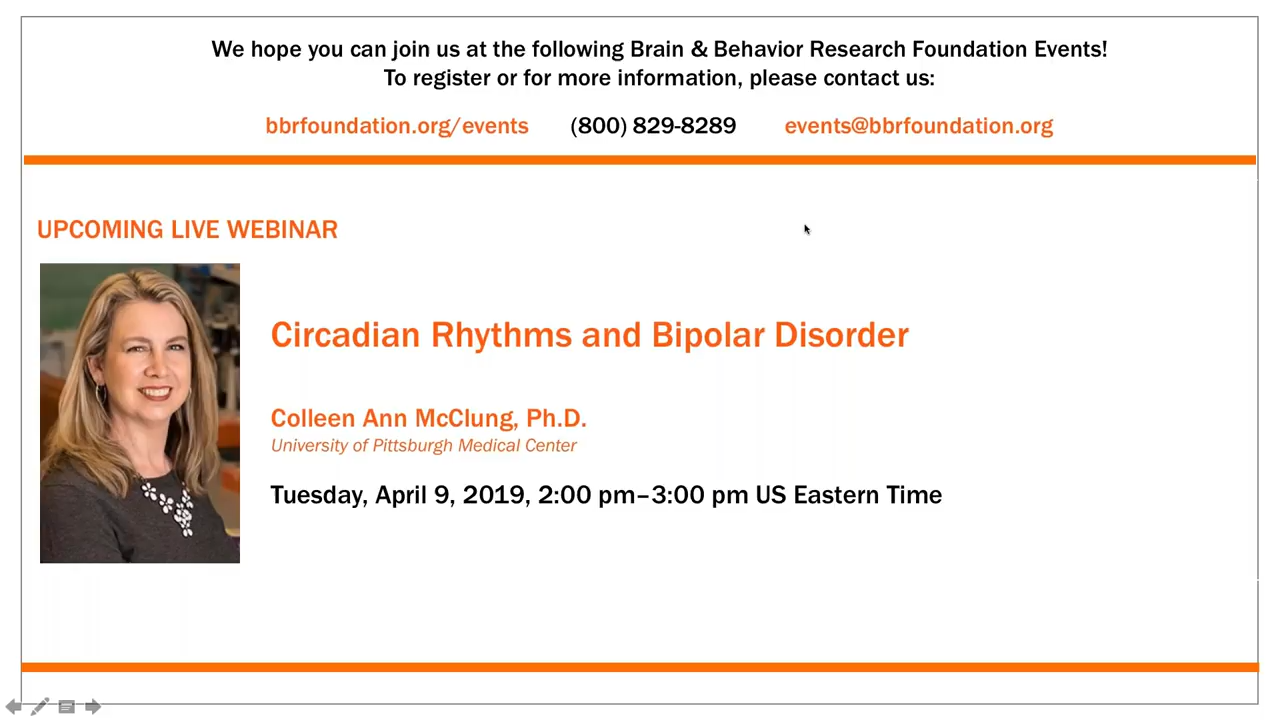 We hope you can join us at the following Brain & Behavior Research Foundation Events!
To register or for more information, please contact us:
bbrfoundation.org/events (800) 829-8289 events@bbrfoundation.org
UPCOMING LIVE WEBINAR
Circadian Rhythms and Bipolar Disorder
Colleen Ann McClung, Ph.D.
University of Pittsburgh Medical Center
Tuesday, April 9, 2019, 2:00 pm–3:00 pm US Eastern Time